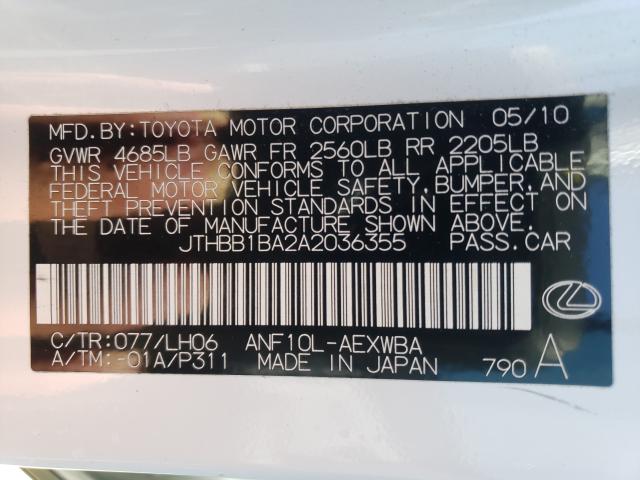 MFD.BY:TOYOTA MOTOR CORPORATION 05/10
GVWR 4685LB GAWR FR 2560LB RR 2205LB
THIS VEHICLE CONFORMS TO ALL APPLICABLE
FEDERAL MOTOR VEHICLE SAFETY,BUMPER,AND
THEFT PREVENTION STANDARDS IN EFFECT ON
THE DATE OF MANUFACTURE SHOWN ABOVE.
JTHBB1BA2A2036355 PASS.CAR
C/TR:077/LH06 ANF10L-AEXWBA
A/TM:-01A/P311 MADE IN JAPAN 790 A